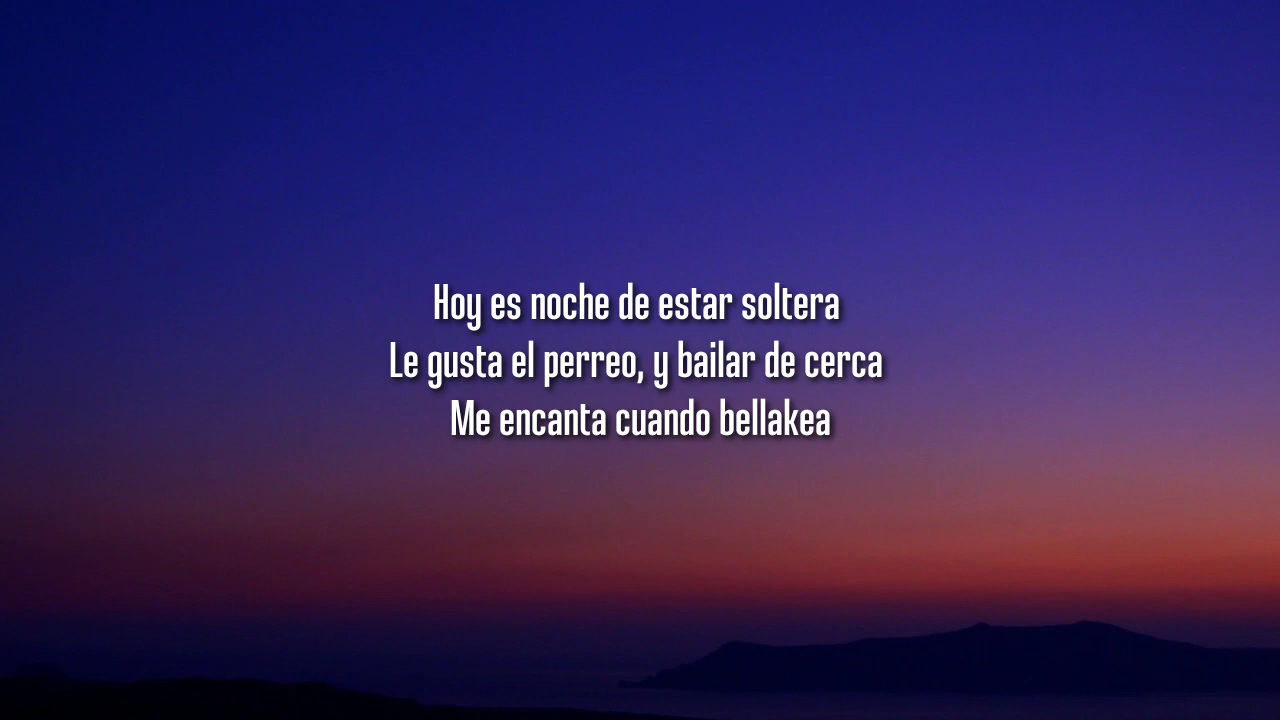 Hoy es noche de estar soltera
Le gusta el perreo, y bailar de cerca
Me encanta cuando bellakea